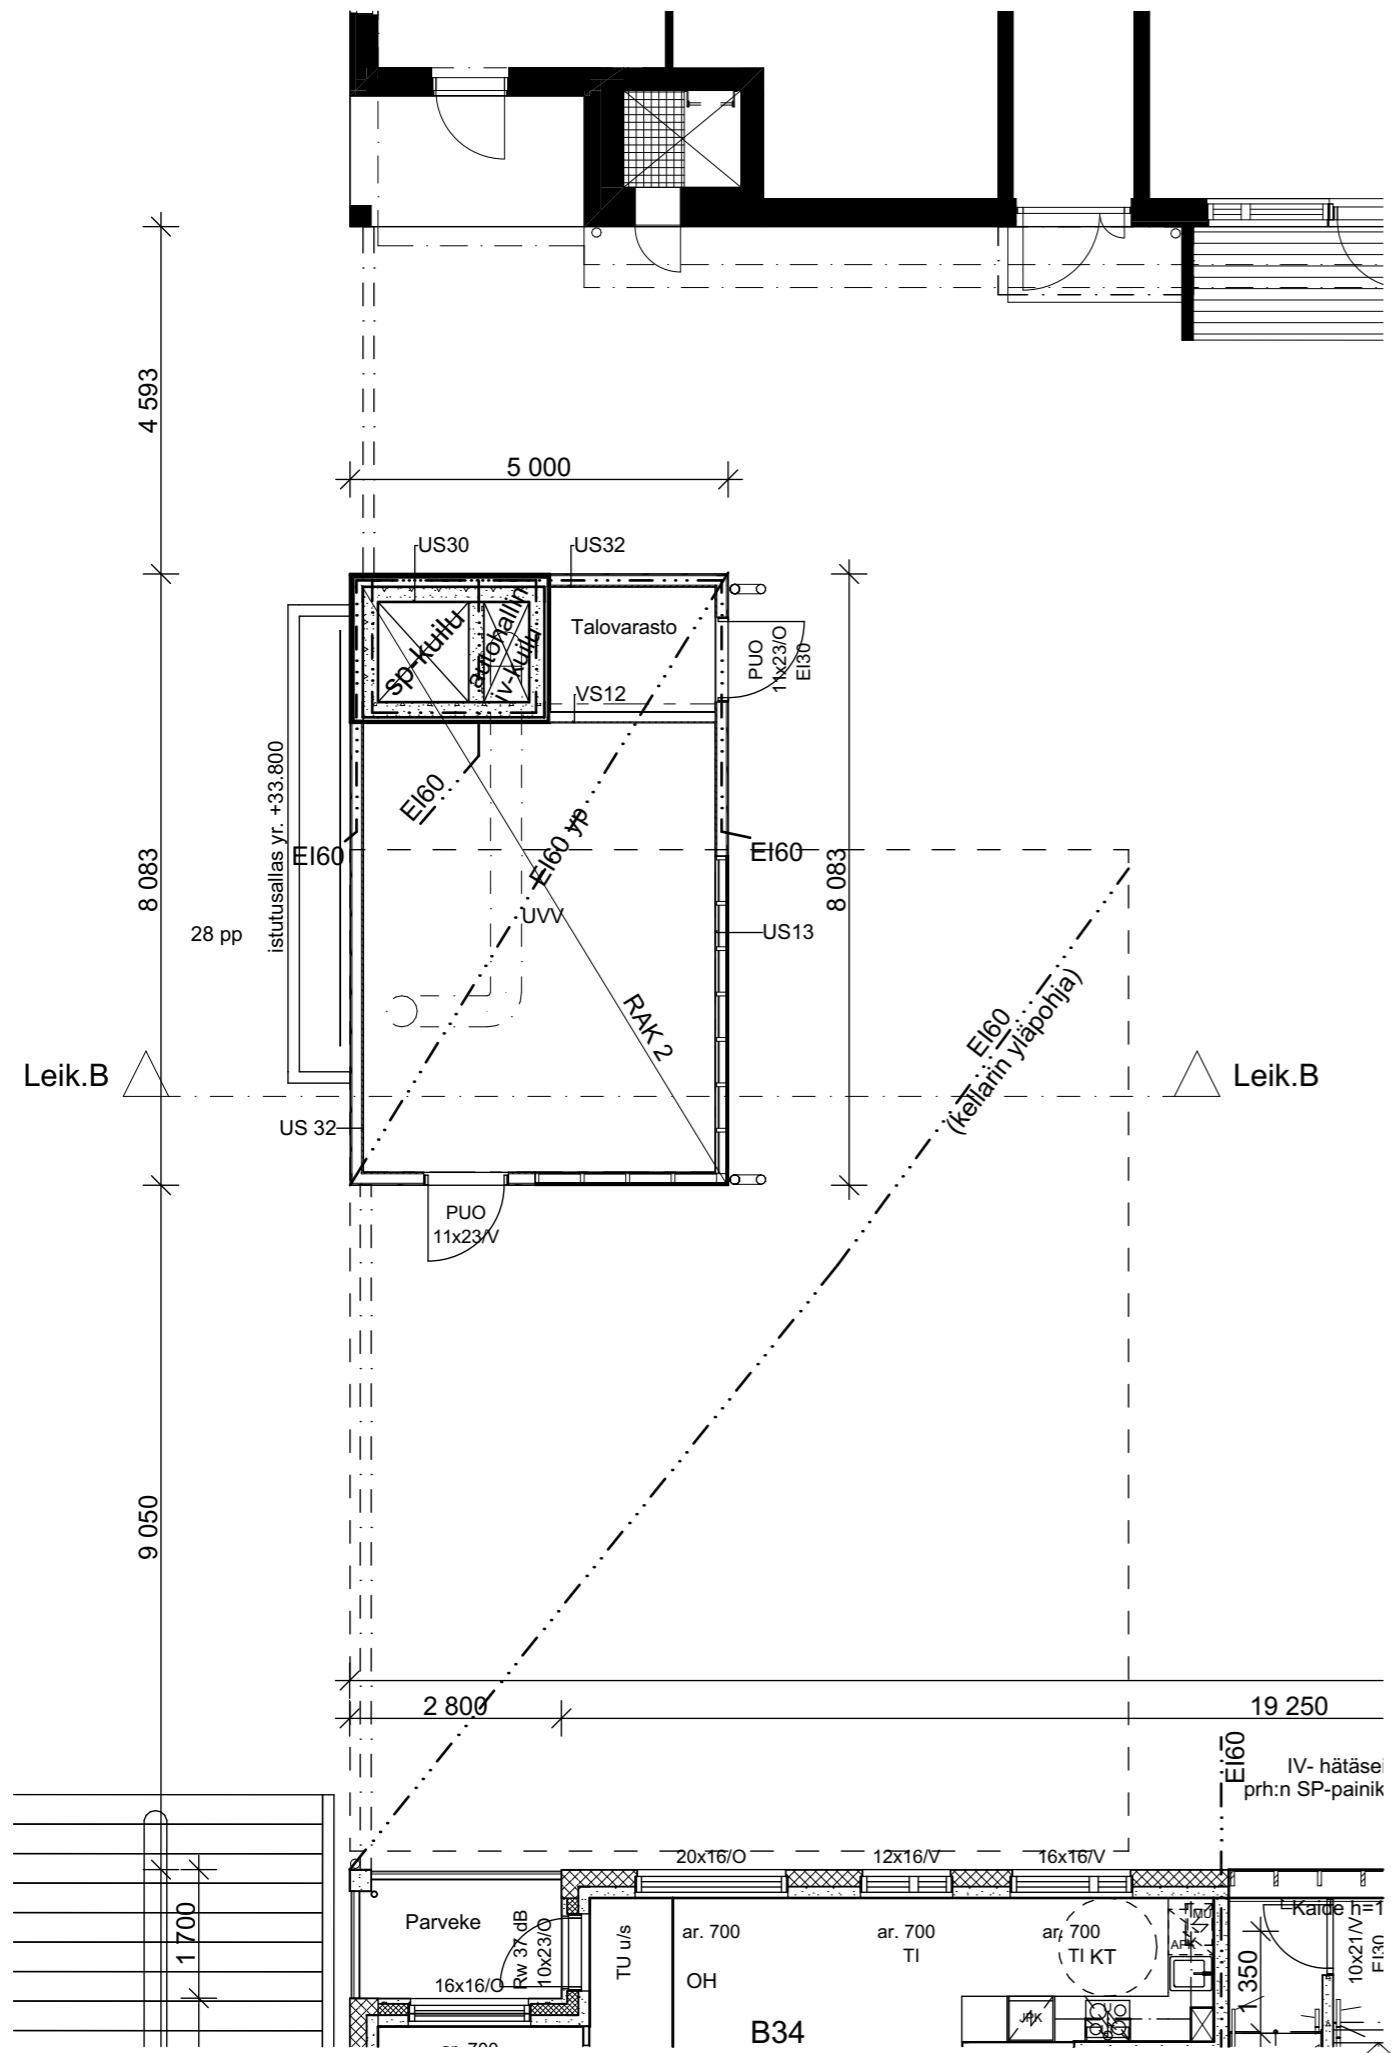 4 593
5 000
US30
US32
sp-kuilu
autohallin
iv-kuilu
Talovarasto
PUO
11x23/O
EI30
VS12
EI60
EI60 yp
EI60
EI60
istutusallas yr. +33.800
8 083
8 083
28 pp
UVV
US13
RAK 2
EI60
(kellarin yläpohja)
Leik.B
Leik.B
US 32
PUO
11x23/V
9 050
2 800
19 250
EI60
IV- hätäsei
prh:n SP-painik
20x16/O
12x16/V
16x16/V
Parveke
Rw 37 dB
10x23/O
16x16/O
TU u/s
ar. 700
ar. 700
TI
ar. 700
TI KT
OH
1 700
JPK
B34
1 350
Kaide h=1
10x21/V
EI30
ar. 700